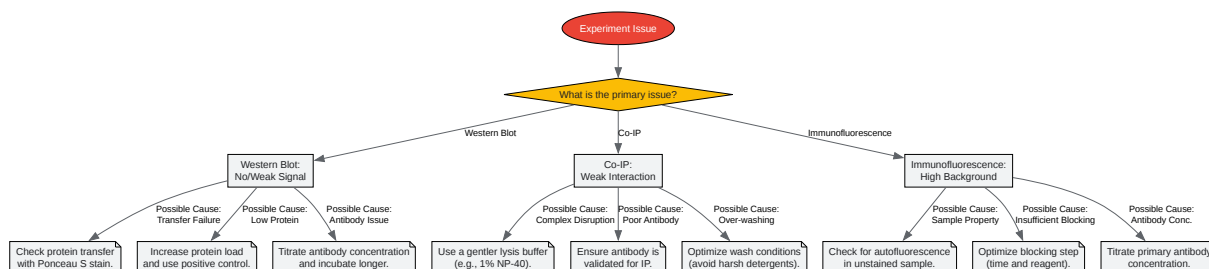 Experiment Issue
What is the primary issue?
Western Blot
Co-IP
Immunofluorescence
Western Blot:
No/Weak Signal
Co-IP:
Weak Interaction
Immunofluorescence:
High Background
Possible Cause:
Transfer Failure
Possible Cause:
Low Protein
Possible Cause:
Antibody Issue
Possible Cause:
Complex Disruption
Possible Cause:
Poor Antibody
Possible Cause:
Over-washing
Possible Cause:
Sample Property
Possible Cause:
Insufficient Blocking
Possible Cause:
Antibody Conc.
Check protein transfer
with Ponceau S stain.
Increase protein load
and use positive control.
Titrate antibody concentration
and incubate longer.
Use a gentler lysis buffer
(e.g., 1% NP-40).
Ensure antibody is
validated for IP.
Optimize wash conditions
(avoid harsh detergents).
Check for autofluorescence
in unstained sample.
Optimize blocking step
(time and reagent).
Titrate primary antibody
concentration.